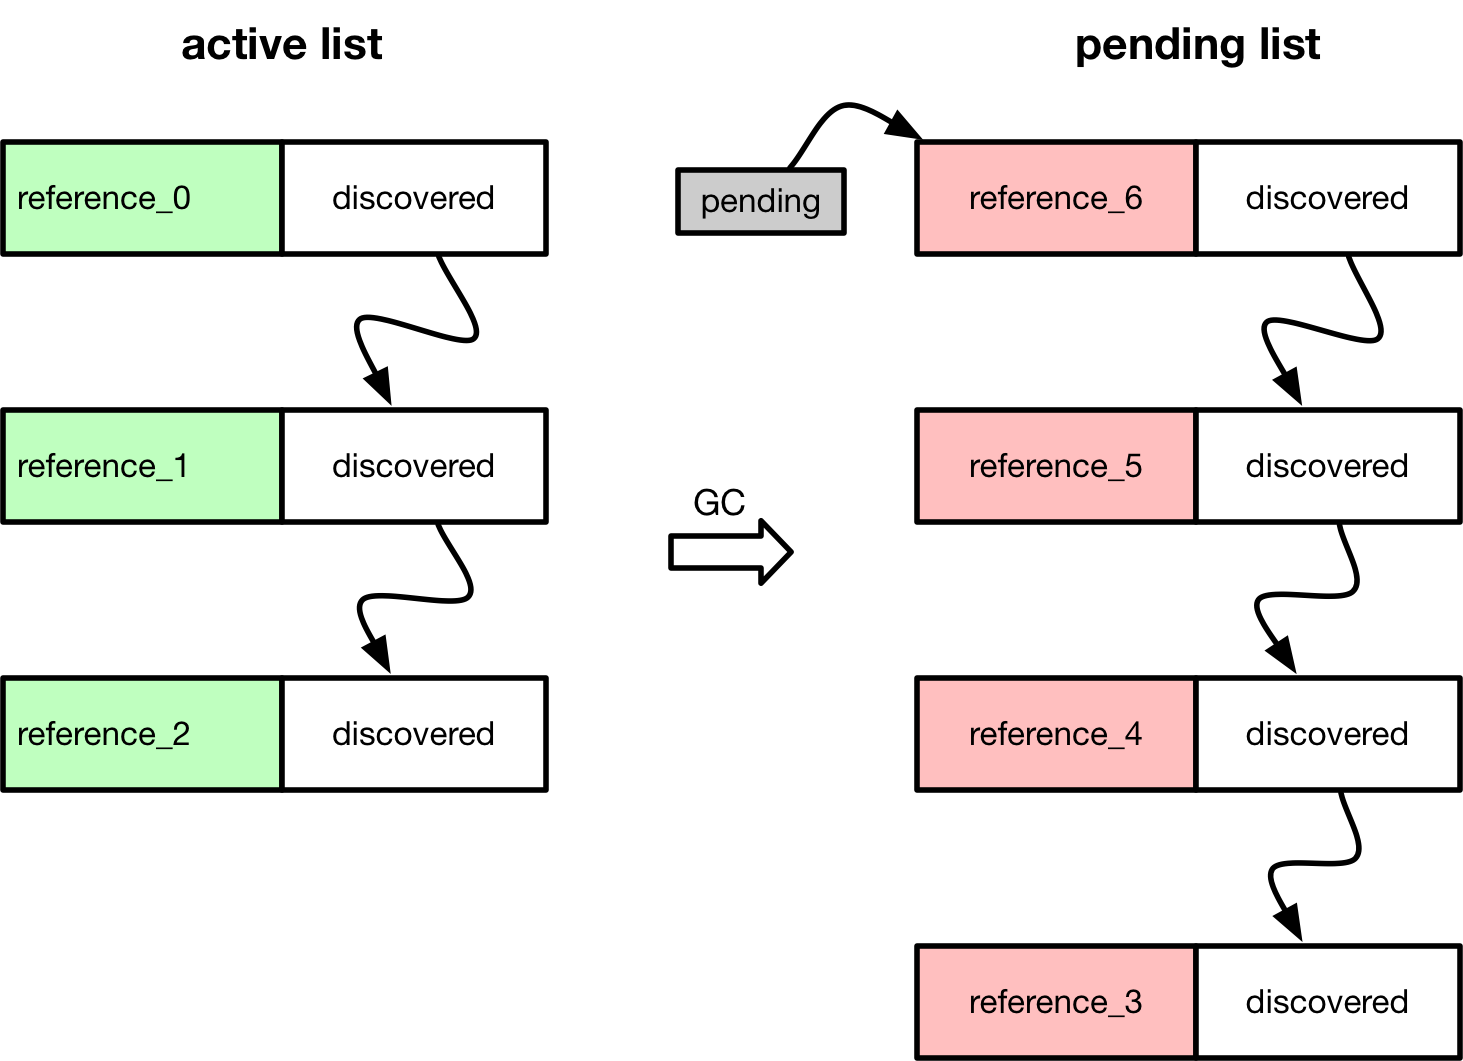 active list
reference_0 discovered
reference_1 discovered
reference_2 discovered
GC
pending list
pending
reference_6 discovered
reference_5 discovered
reference_4 discovered
reference_3 discovered